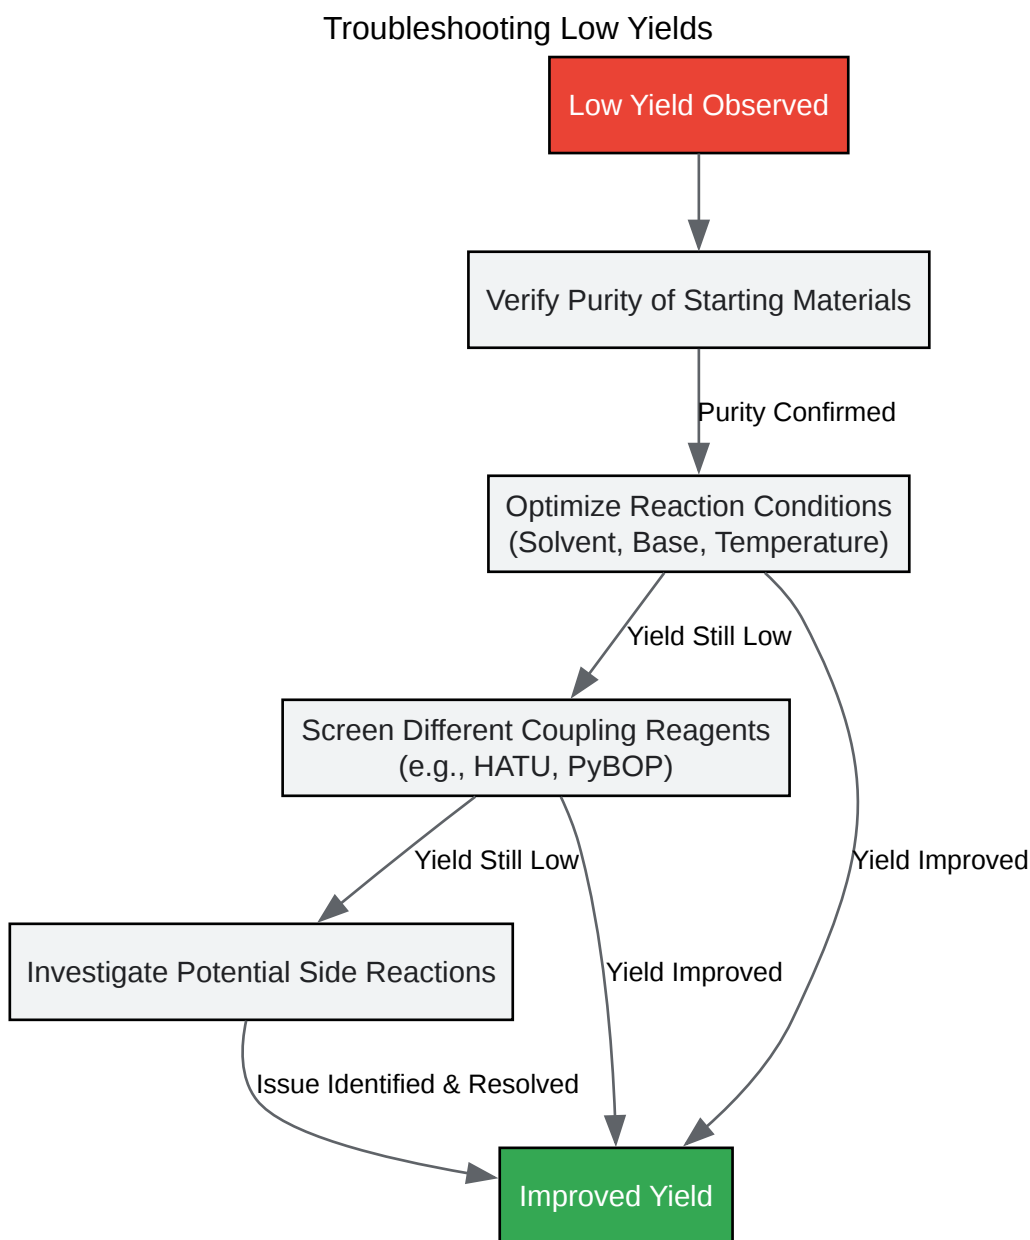 Troubleshooting Low Yields
Low Yield Observed
Verify Purity of Starting Materials
Purity Confirmed
Optimize Reaction Conditions
(Solvent, Base, Temperature)
Yield Still Low
Screen Different Coupling Reagents
(e.g., HATU, PyBOP)
Yield Still Low
Yield Improved
Investigate Potential Side Reactions
Yield Improved
Issue Identified & Resolved
Improved Yield